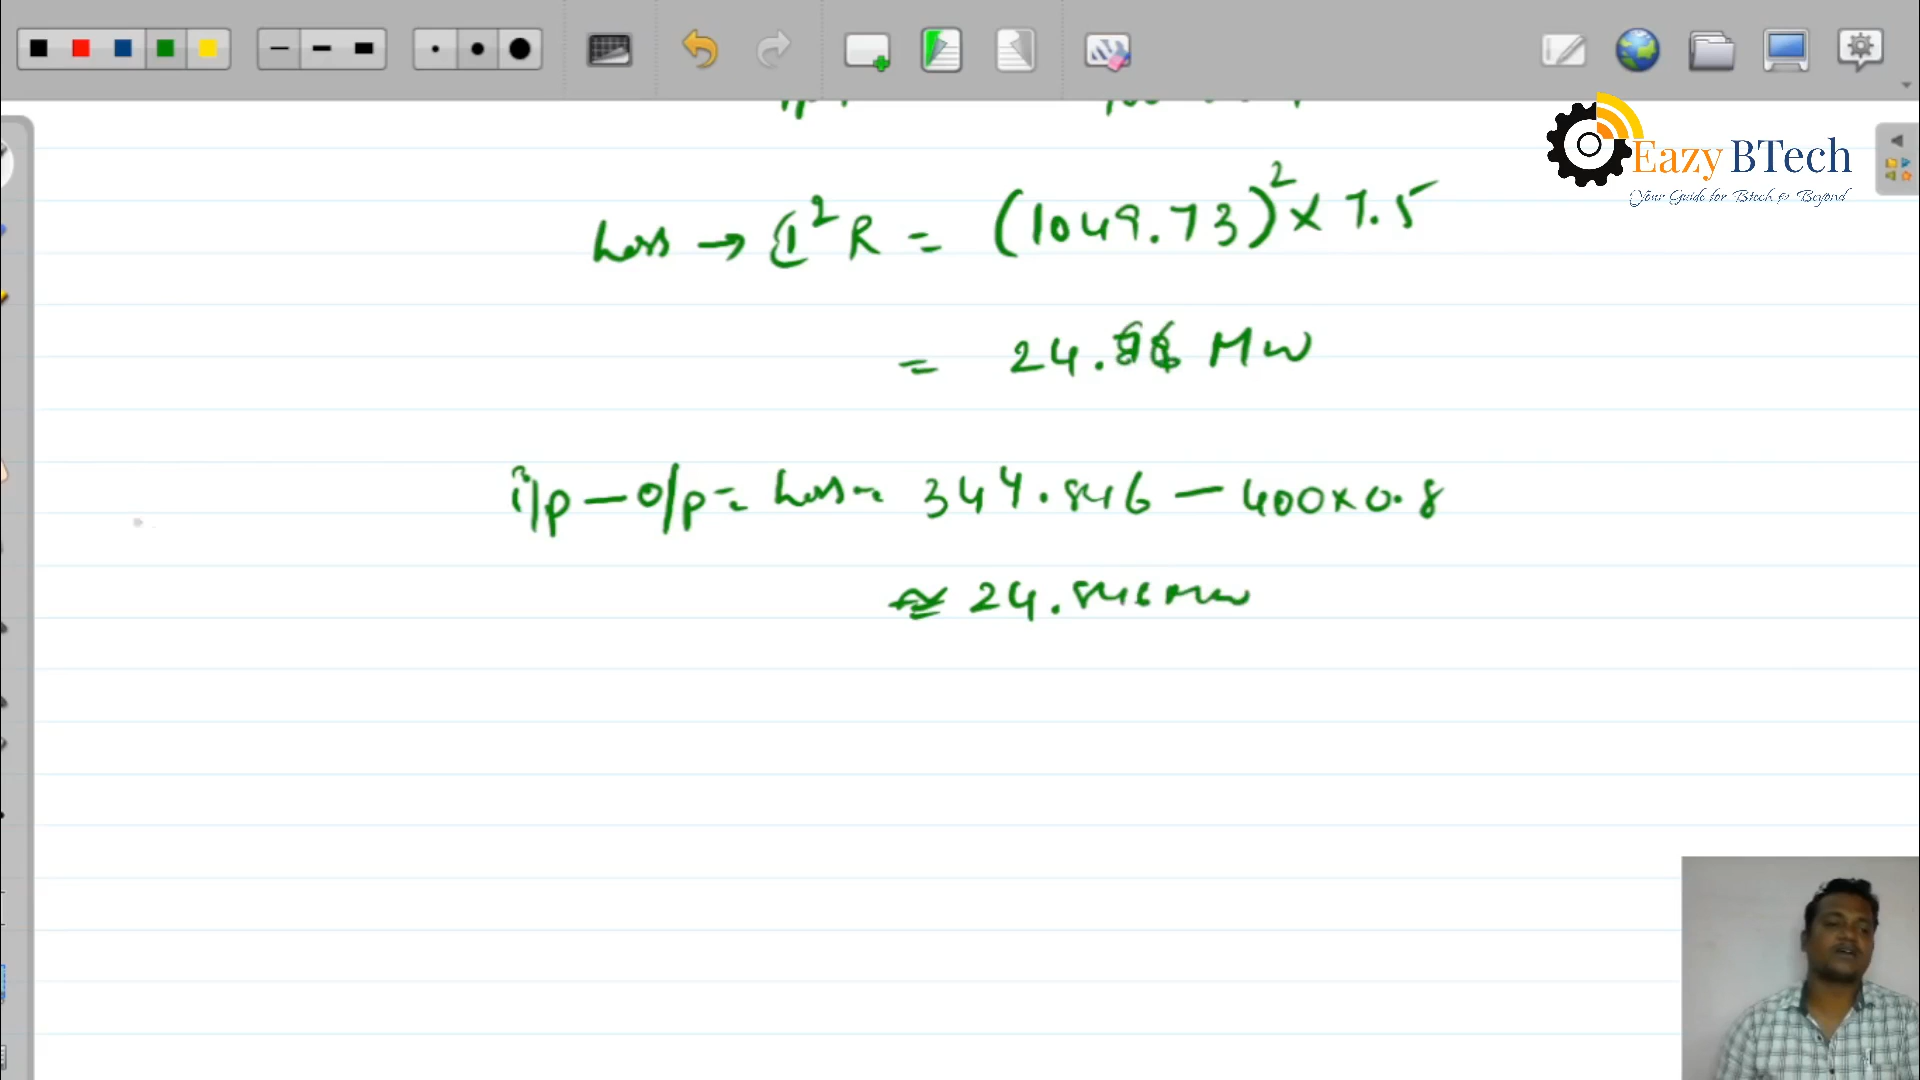 Eazy BTech
Your Guide for Btech & Beyond
Loss → I²R = (1049.73)² × 7.5
= 24. MW
i/p — o/p = Loss = 344.846 — 400×0.8
≅ 24.846 MW